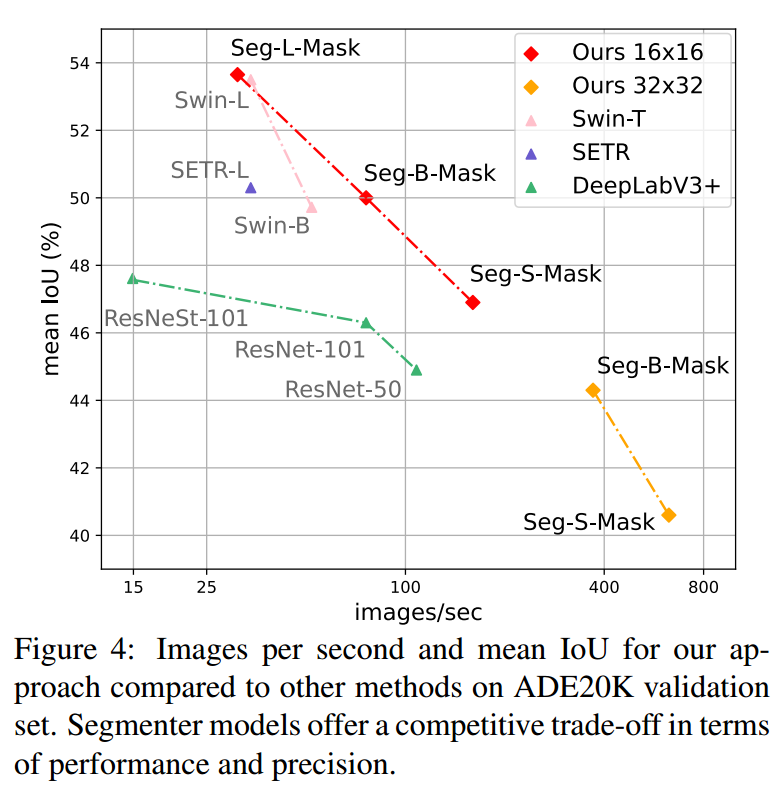 Seg-L-Mask
Swin-L
SETR-L
Seg-B-Mask
Swin-B
Seg-S-Mask
ResNeSt-101
ResNet-101
ResNet-50
Seg-B-Mask
Seg-S-Mask
Ours 16x16
Ours 32x32
Swin-T
SETR
DeepLabV3+
mean IoU (%)
54
52
50
48
46
44
42
40
15 25 100 400 800
images/sec
Figure 4: Images per second and mean IoU for our ap-
proach compared to other methods on ADE20K validation
set. Segmenter models offer a competitive trade-off in terms
of performance and precision.